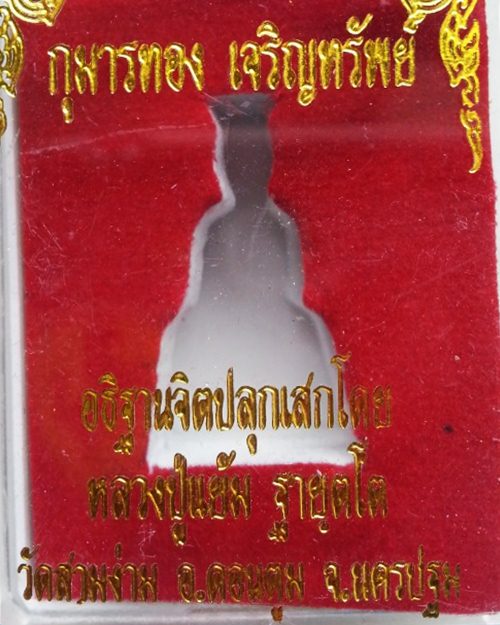 กุมารทอง เจริญทรัพย์
อธิฐานจิตปลุกเสกโดย
หลวงปู่แย้ม ฐายุตโต
วัดสามง่าม อ.ดอนตูม จ.นครปฐม